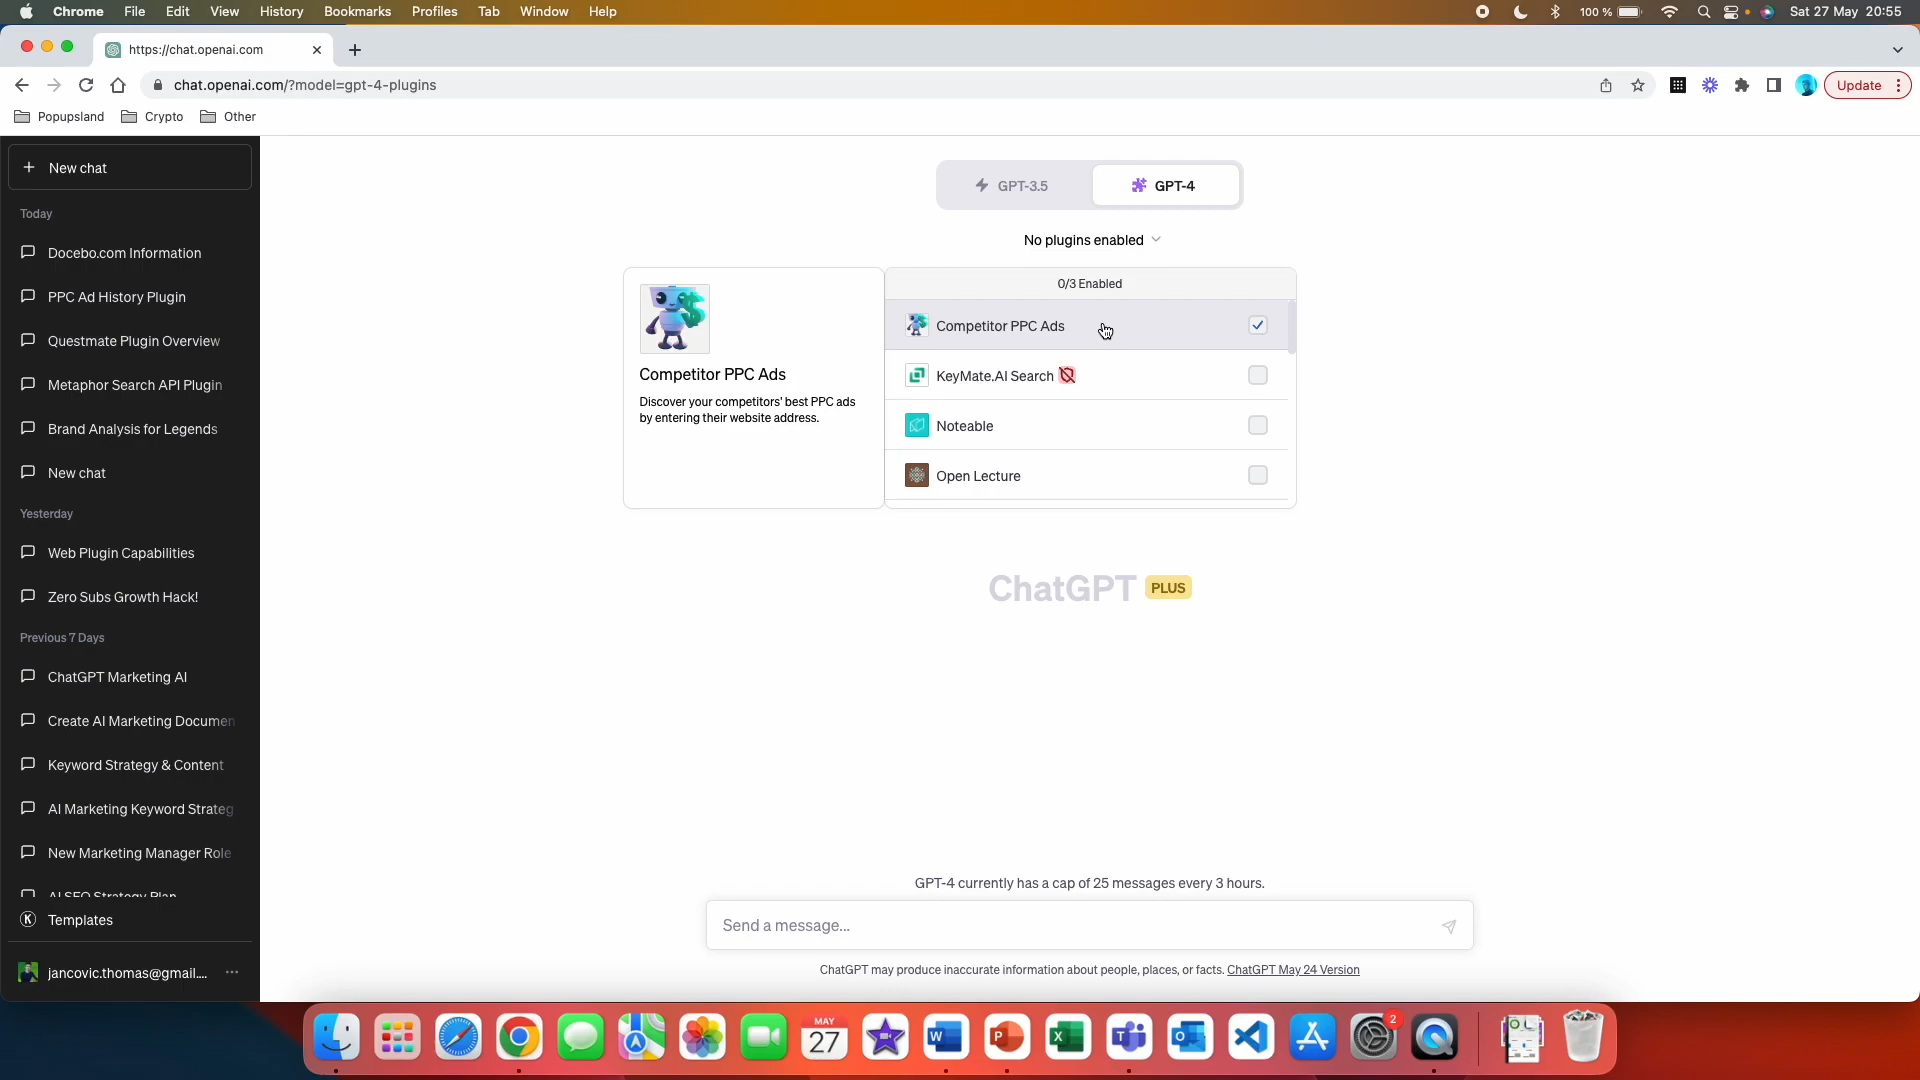 Chrome File Edit View History Bookmarks Profiles Tab Window Help
100 %
Sat 27 May 20:55
https://chat.openai.com
chat.openai.com/?model=gpt-4-plugins
Update
Popupsland Crypto Other
New chat
Today
Docebo.com Information
PPC Ad History Plugin
Questmate Plugin Overview
Metaphor Search API Plugin
Brand Analysis for Legends
New chat
Yesterday
Web Plugin Capabilities
Zero Subs Growth Hack!
Previous 7 Days
ChatGPT Marketing AI
Create AI Marketing Documen
Keyword Strategy & Content
AI Marketing Keyword Strateg
New Marketing Manager Role
AI SEO Strategy Plan
K Templates
jancovic.thomas@gmail....
GPT-3.5 GPT-4
No plugins enabled
Competitor PPC Ads
Discover your competitors' best PPC ads
by entering their website address.
0/3 Enabled
Competitor PPC Ads
KeyMate.AI Search
Noteable
Open Lecture
ChatGPT PLUS
GPT-4 currently has a cap of 25 messages every 3 hours.
Send a message...
ChatGPT may produce inaccurate information about people, places, or facts. ChatGPT May 24 Version
MAY
27
W
P
X
T
O
2